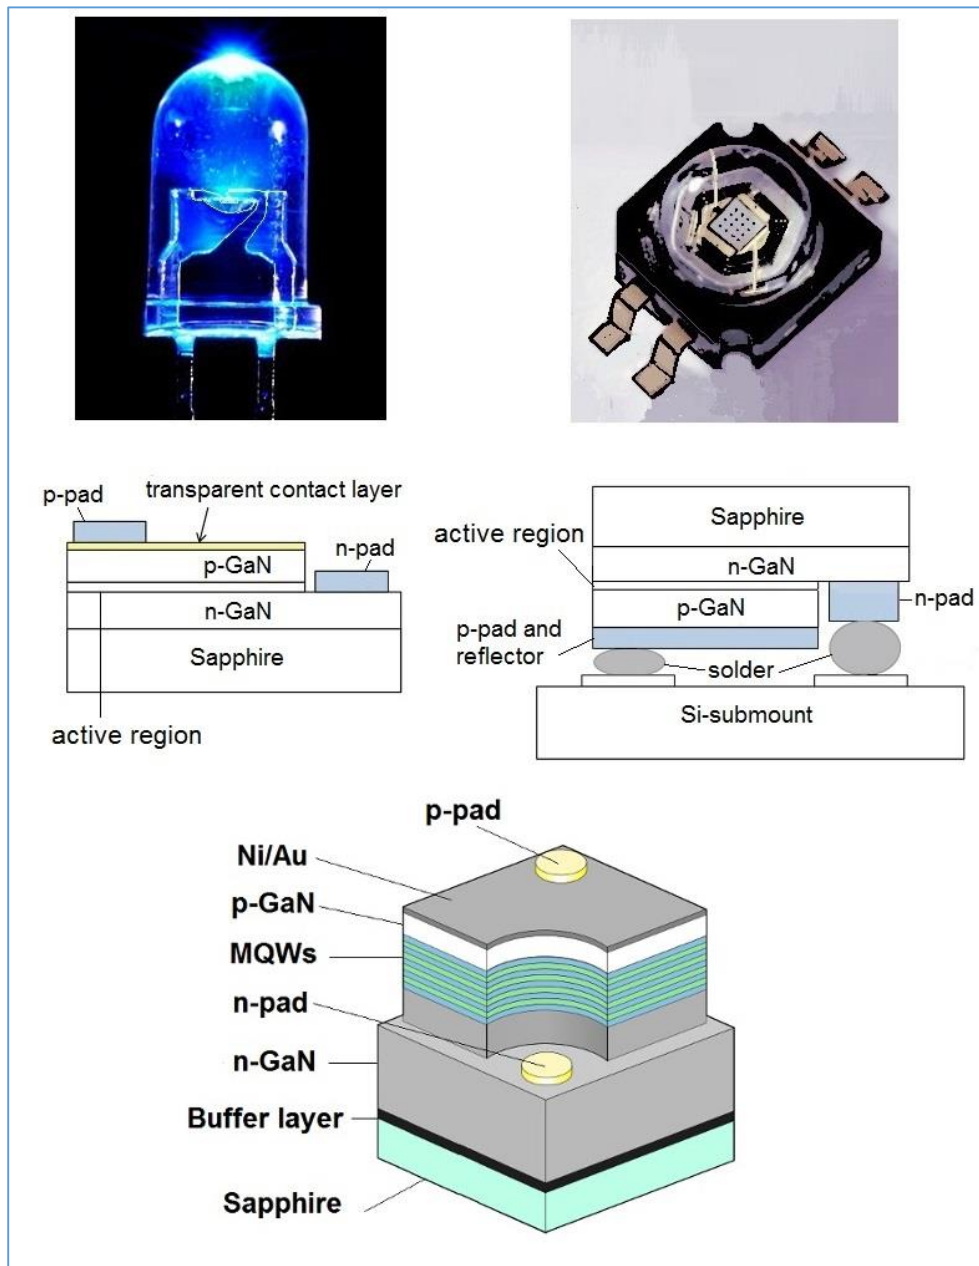 p-pad
transparent contact layer
n-pad
p-GaN
n-GaN
Sapphire
active region
Sapphire
active region
n-GaN
n-pad
p-GaN
p-pad and
reflector
solder
Si-submount
p-pad
Ni/Au
p-GaN
MQWs
n-pad
n-GaN
Buffer layer
Sapphire